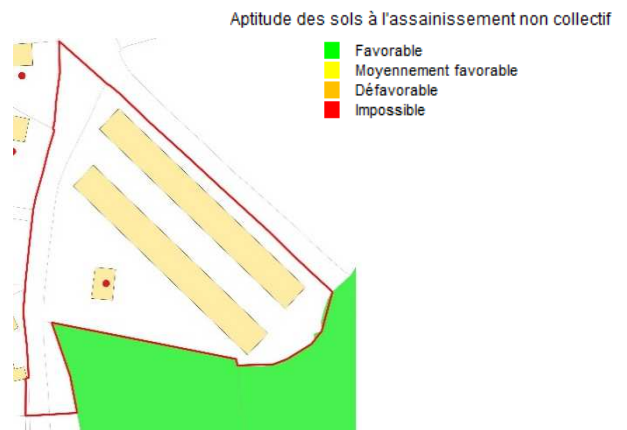 Aptitude des sols à l'assainissement non collectif
Favorable
Moyennement favorable
Défavorable
Impossible